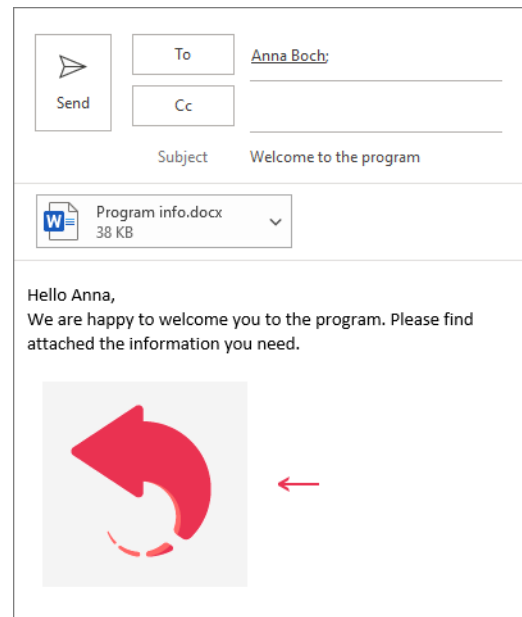 To
Anna Boch;
Send
Cc
Subject
Welcome to the program
W
Program info.docx
38 KB
Hello Anna,
We are happy to welcome you to the program. Please find
attached the information you need.